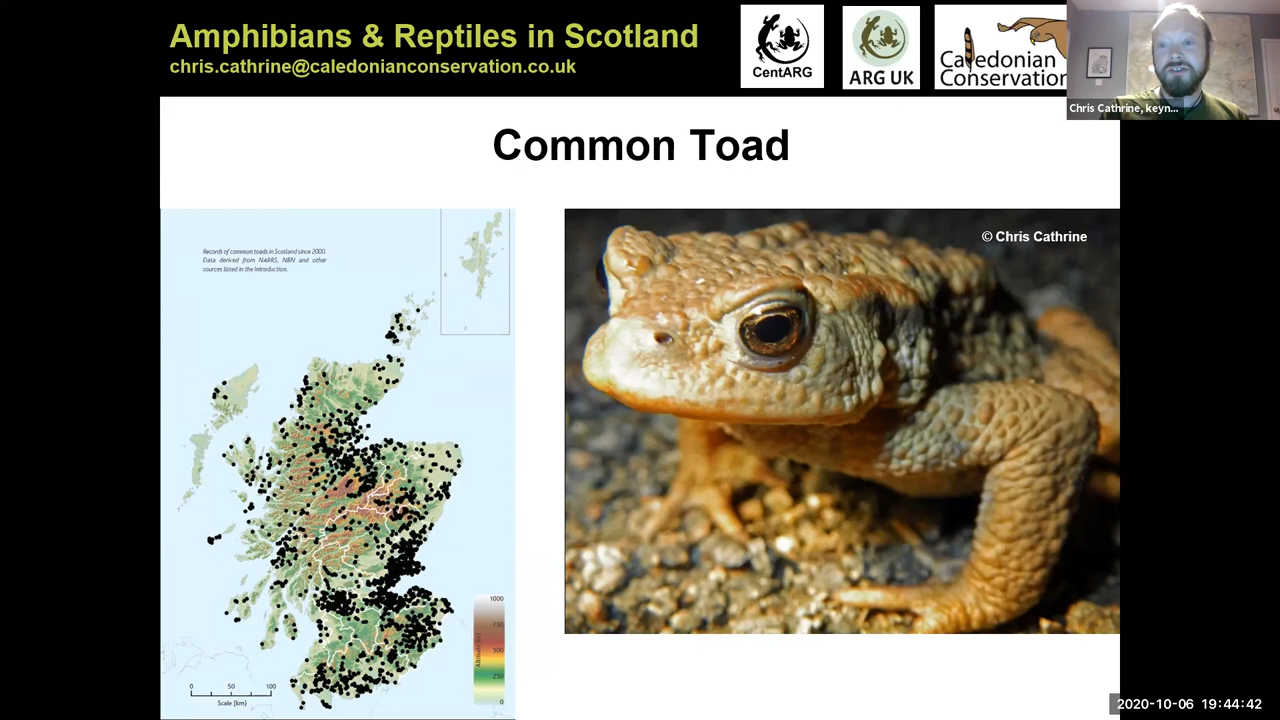 Amphibians & Reptiles in Scotland
chris.cathrine@caledonianconservation.co.uk
CentARG
ARG UK
Caledonian
Conservation
Chris Cathrine, keyn...
Common Toad
Records of common toads in Scotland since 2000.
Data derived from NARRS, NBN and other
sources listed in the Introduction.
© Chris Cathrine
1000
750
500
250
0
Altitude (m)
0 50 100
Scale (km)
2020-10-06 19:44:42